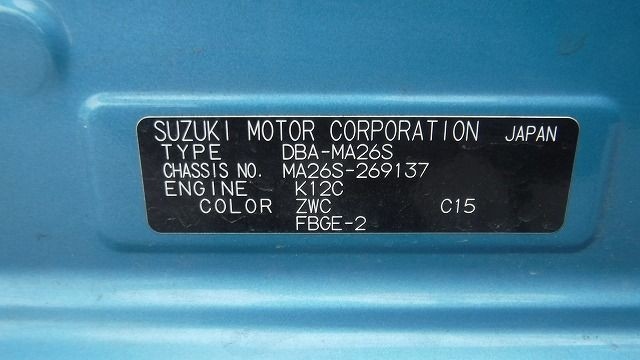 SUZUKI MOTOR CORPORATION JAPAN
TYPE DBA-MA26S
CHASSIS NO. MA26S-269137
ENGINE K12C
COLOR ZWC C15
FBGE-2